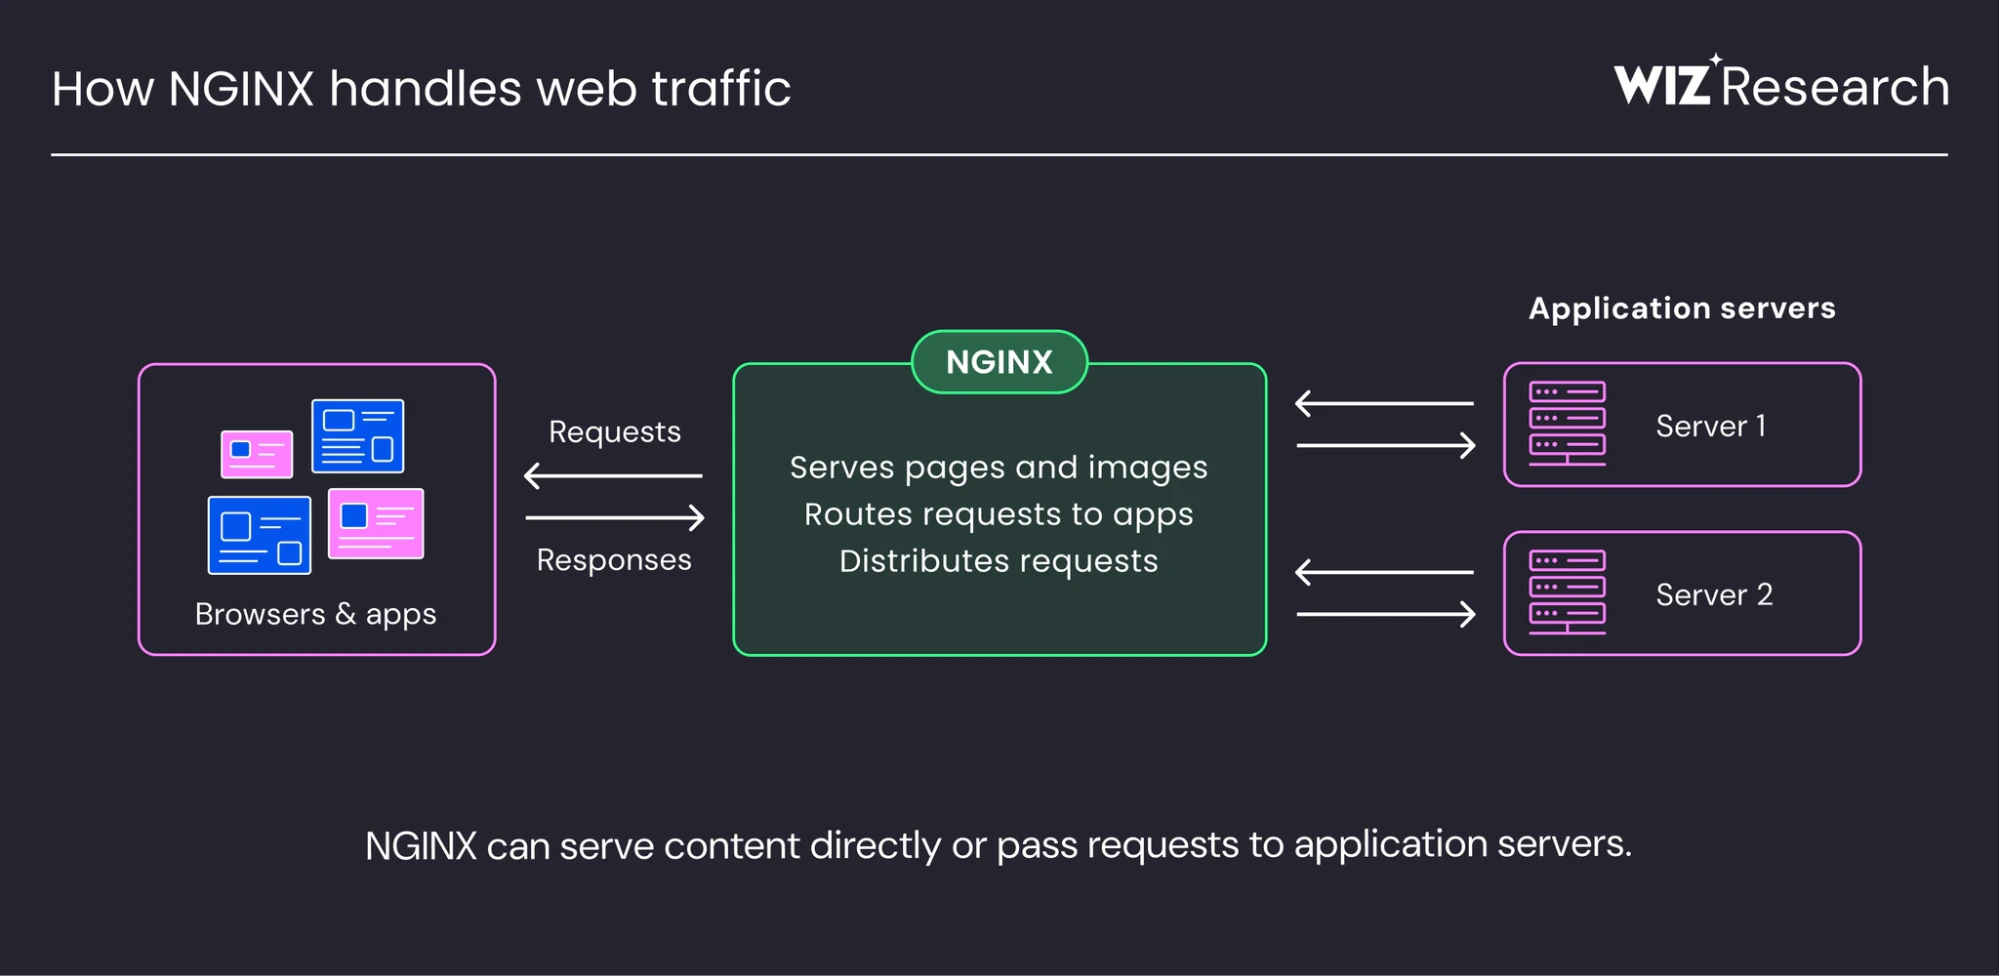 How NGINX handles web traffic
WIZ Research
Application servers
NGINX
Requests
Responses
Browsers & apps
Serves pages and images
Routes requests to apps
Distributes requests
Server 1
Server 2
NGINX can serve content directly or pass requests to application servers.